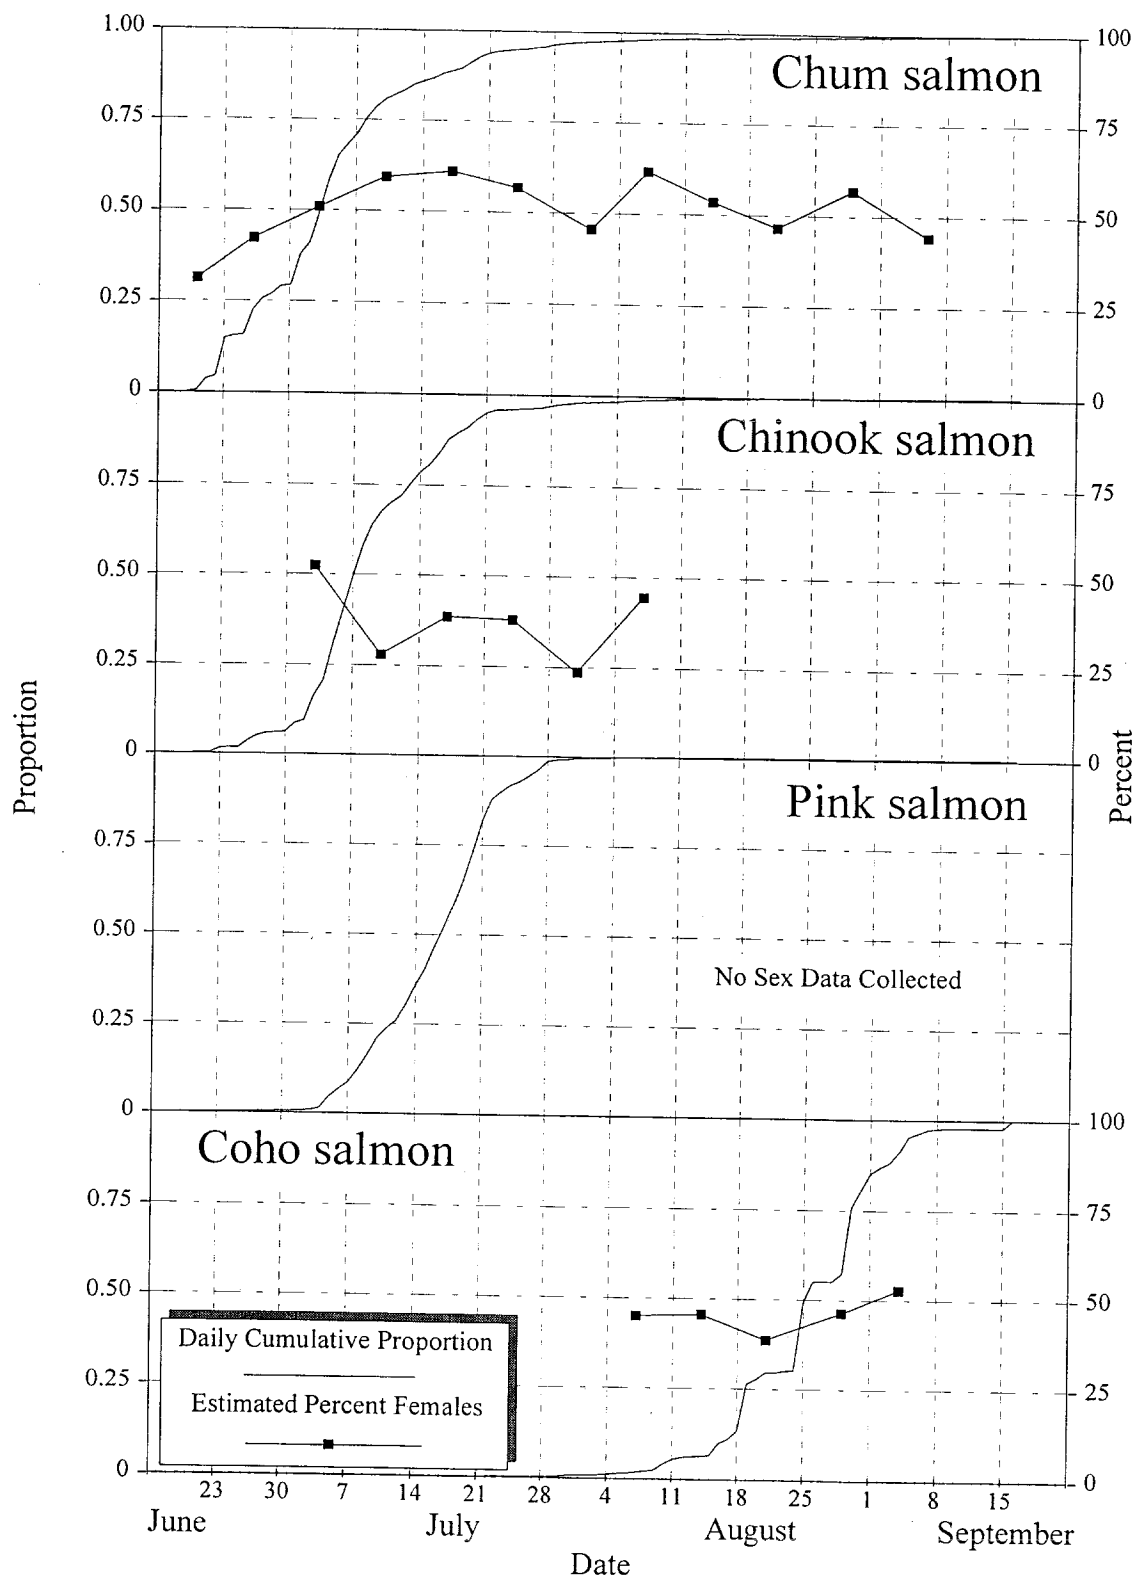 1.00
100
Chum salmon
0.75
75
0.50
50
0.25
25
0
0
Chinook salmon
0.75
75
0.50
50
0.25
25
0
0
Proportion
Percent
Pink salmon
0.75
0.50
No Sex Data Collected
0.25
0
100
Coho salmon
0.75
75
0.50
50
Daily Cumulative Proportion
0.25
25
Estimated Percent Females
0
0
23 30 7 14 21 28 4 11 18 25 1 8 15
June July August September
Date